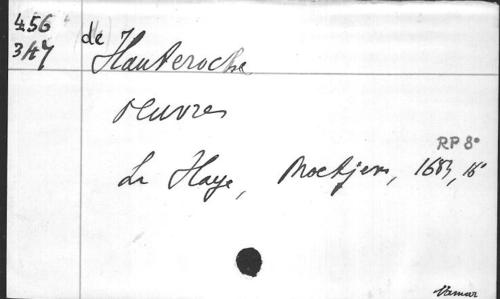 456
347
(de) Hauteroche
oeuvres
RP 8°
La Haye, Moetjens, 1683, 16°